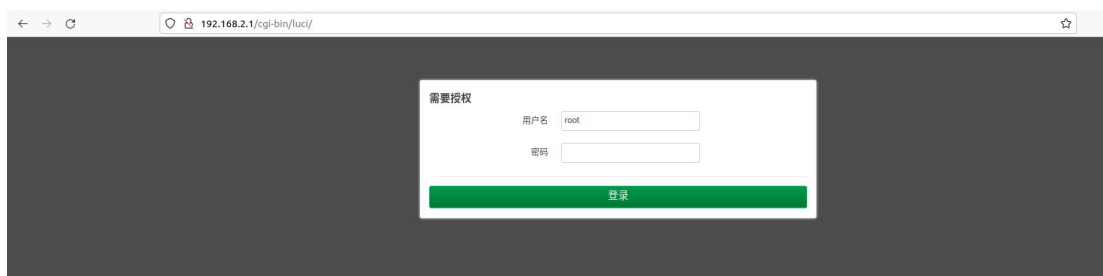 192.168.2.1/cgi-bin/luci/
需要授权
用户名 root
密码
登录